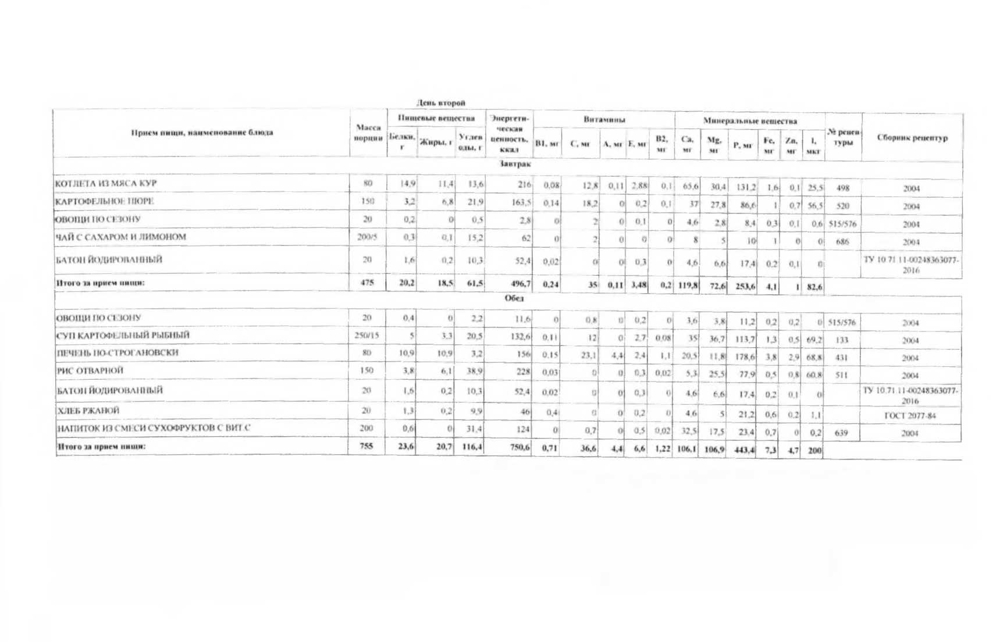 День второй
Прием пищи, наименование блюда Масса порции Пищевые вещества Энергети-ческая ценность, ккал Витамины Минеральные вещества № рецептуры Сборник рецептур
Белки, г Жиры, г Углеводы, г В1, мг С, мг А, мг Е, мг В2, мг Ca, мг Mg, мг P, мг Fe, мг Zn, мг I, мкг
Завтрак
КОТЛЕТА ИЗ МЯСА КУР 80 14,9 11,4 13,6 216 0,08 12,8 0,11 2,88 0,1 65,6 30,4 131,2 1,6 0,1 25,5 498 2004
КАРТОФЕЛЬНОЕ ПЮРЕ 150 3,2 6,8 21,9 163,5 0,14 18,2 0 0,2 0,1 37 27,8 86,6 1 0,7 56,5 520 2004
ОВОЩИ ПО СЕЗОНУ 20 0,2 0 0,5 2,8 0 2 0 0,1 0 4,6 2,8 8,4 0,3 0,1 0,6 515/576 2004
ЧАЙ С САХАРОМ И ЛИМОНОМ 200/5 0,3 0,1 15,2 62 0 2 0 0 0 8 5 10 1 0 0 686 2004
БАТОН ЙОДИРОВАННЫЙ 20 1,6 0,2 10,3 52,4 0,02 0 0 0,3 0 4,6 6,6 17,4 0,2 0,1 0 ТУ 10.71.11-00248363077-2016
Итого за прием пищи: 475 20,2 18,5 61,5 496,7 0,24 35 0,11 3,48 0,2 119,8 72,6 253,6 4,1 1 82,6
Обед
ОВОЩИ ПО СЕЗОНУ 20 0,4 0 2,2 11,6 0 0,8 0 0,2 0 3,6 3,8 11,2 0,2 0,2 0 515/576 2004
СУП КАРТОФЕЛЬНЫЙ РЫБНЫЙ 250/15 5 3,3 20,5 132,6 0,11 12 0 2,7 0,08 35 36,7 113,7 1,3 0,5 69,2 133 2004
ПЕЧЕНЬ ПО-СТРОГАНОВСКИ 80 10,9 10,9 3,2 156 0,15 23,1 4,4 2,4 1,1 20,5 11,8 178,6 3,8 2,9 68,8 431 2004
РИС ОТВАРНОЙ 150 3,8 6,1 38,9 228 0,03 0 0 0,3 0,02 5,3 25,5 77,9 0,5 0,8 60,8 511 2004
БАТОН ЙОДИРОВАННЫЙ 20 1,6 0,2 10,3 52,4 0,02 0 0 0,3 0 4,6 6,6 17,4 0,2 0,1 0 ТУ 10.71.11-00248363077-2016
ХЛЕБ РЖАНОЙ 20 1,3 0,2 9,9 46 0,4 0 0 0,2 0 4,6 5 21,2 0,6 0,2 1,1 ГОСТ 2077-84
НАПИТОК ИЗ СМЕСИ СУХОФРУКТОВ С ВИТ С 200 0,6 0 31,4 124 0 0,7 0 0,5 0,02 32,5 17,5 23,4 0,7 0 0,2 639 2004
Итого за прием пищи: 755 23,6 20,7 116,4 750,6 0,71 36,6 4,4 6,6 1,22 106,1 106,9 443,4 7,3 4,7 200